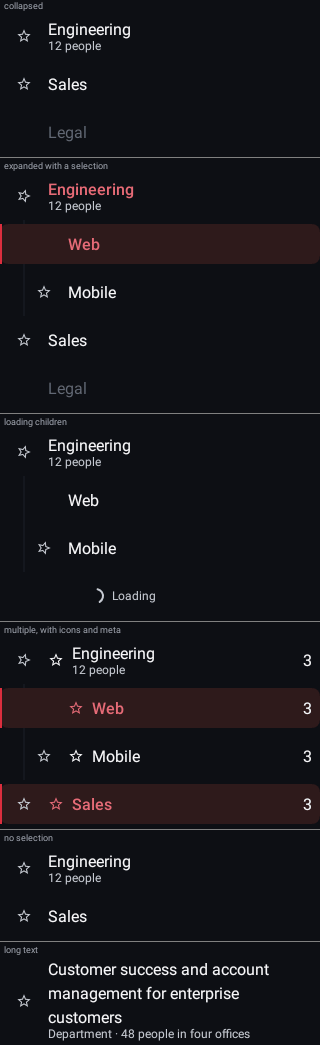 collapsed
Engineering
12 people
Sales
Legal
expanded with a selection
Engineering
12 people
Web
Mobile
Sales
Legal
loading children
Engineering
12 people
Web
Mobile
Loading
multiple, with icons and meta
Engineering 3
12 people
Web 3
Mobile 3
Sales 3
no selection
Engineering
12 people
Sales
long text
Customer success and account
management for enterprise
customers
Department · 48 people in four offices